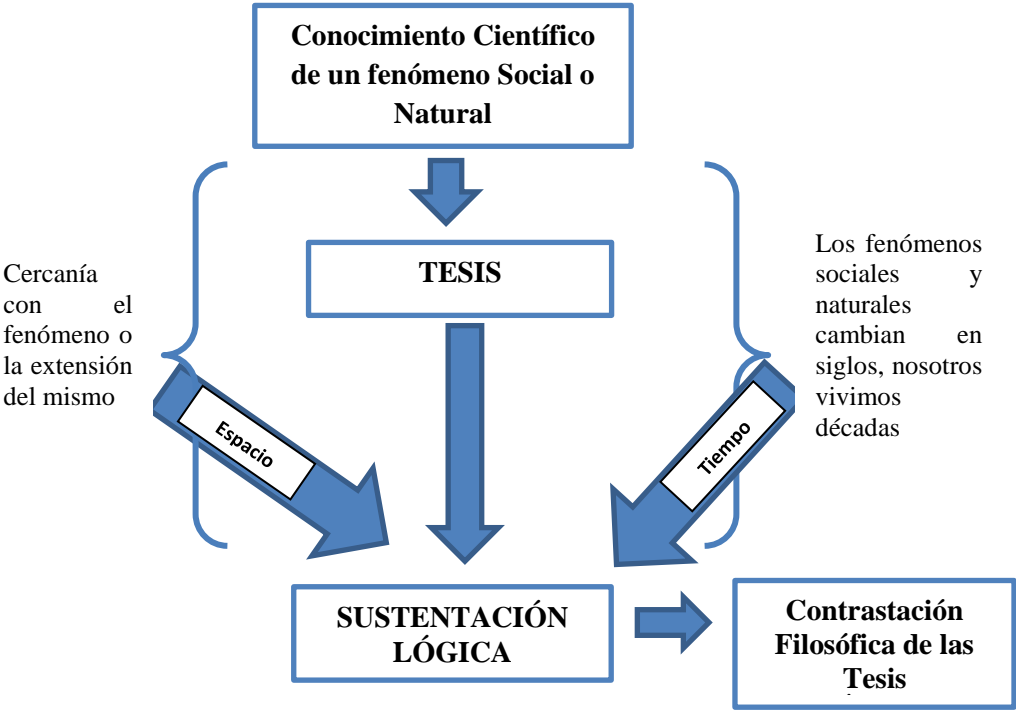 Conocimiento Científico
de un fenómeno Social o
Natural
TESIS
Cercanía
con el
fenómeno o
la extensión
del mismo
Los fenómenos
sociales y
naturales
cambian en
siglos, nosotros
vivimos
décadas
Espacio
Tiempo
SUSTENTACIÓN
LÓGICA
Contrastación
Filosófica de las
Tesis